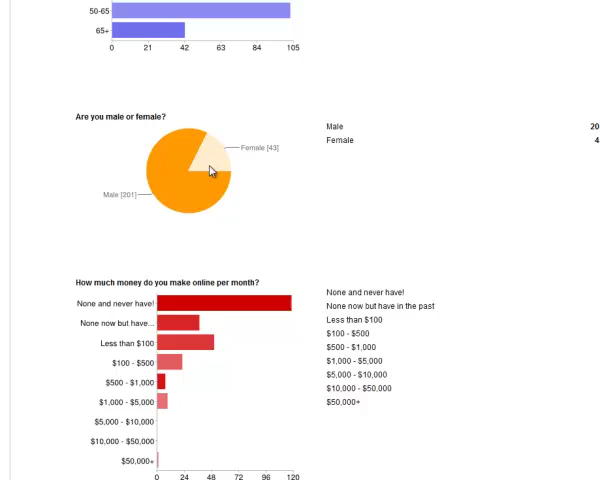 50-65
65+
0 21 42 63 84 105
Are you male or female?
Female [43]
Male [201]
Male 20
Female 4
How much money do you make online per month?
None and never have!
None now but have...
Less than $100
$100 - $500
$500 - $1,000
$1,000 - $5,000
$5,000 - $10,000
$10,000 - $50,000
$50,000+
0 24 48 72 96 120
None and never have!
None now but have in the past
Less than $100
$100 - $500
$500 - $1,000
$1,000 - $5,000
$5,000 - $10,000
$10,000 - $50,000
$50,000+